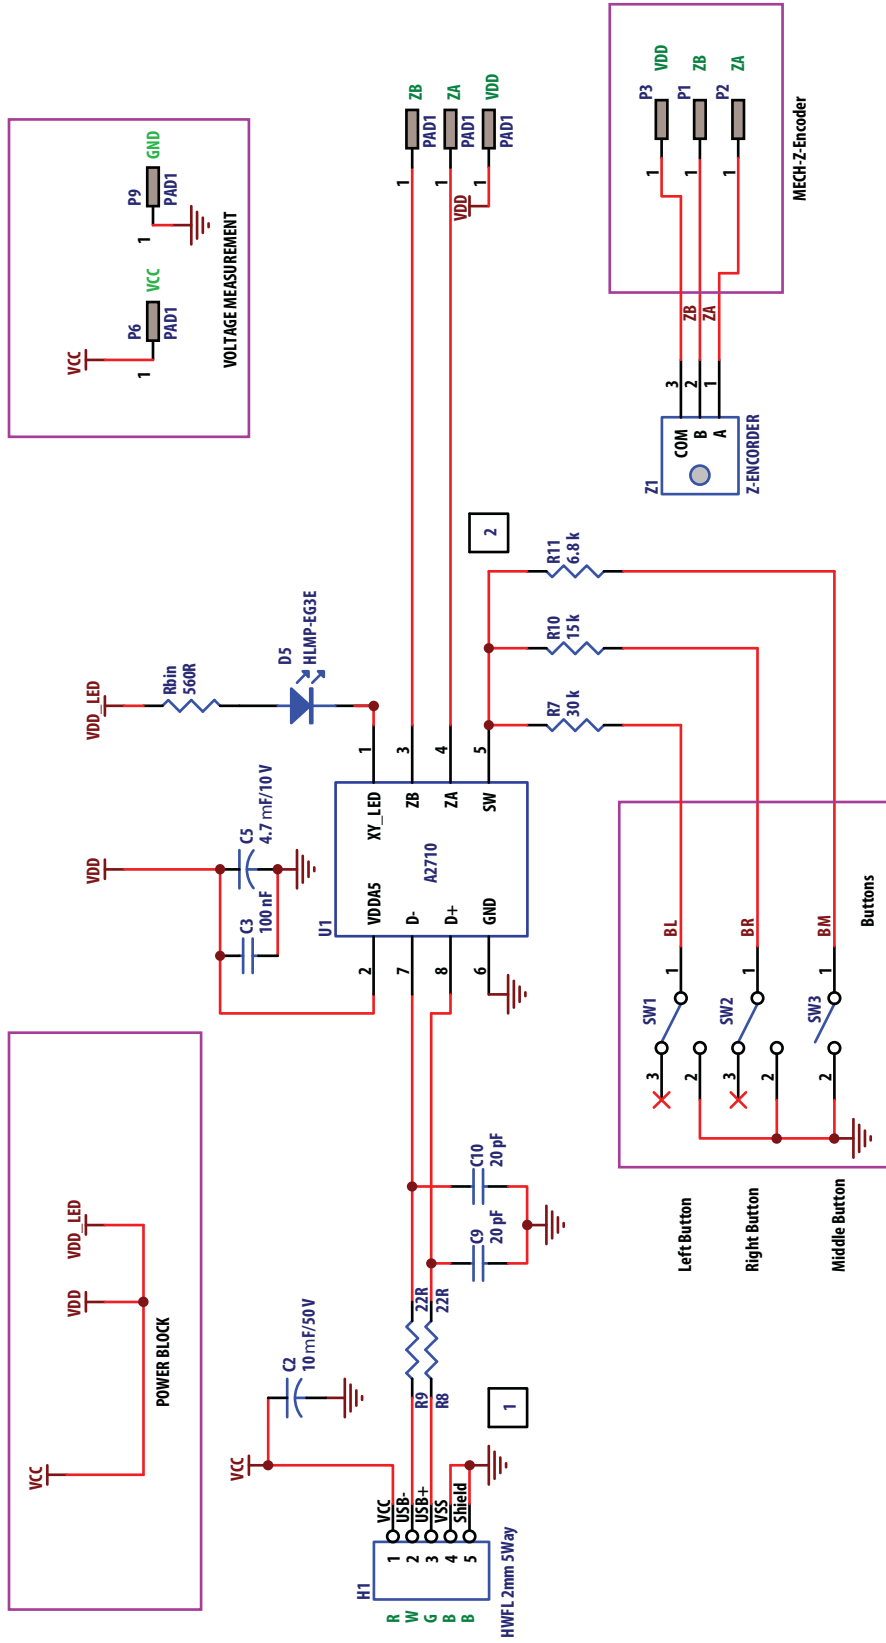 VCC
VDD
VDD_LED
POWER BLOCK
VCC
P6
PAD1
VCC
1
P9
PAD1
GND
1
VOLTAGE MEASUREMENT
VDD
C3
100 nF
C5
4.7 mF/10 V
VDD_LED
Rbin
560R
D5
HLMP-EG3E
VCC
C2
10 mF/50 V
H1
R
W
G
B
B
1
2
3
4
5
VCC
USB-
USB+
VSS
Shield
HWFL 2mm 5Way
R9
22R
R8
22R
C9
20 pF
C10
20 pF
1
U1
2
7
8
6
VDDA5
D-
D+
GND
A2710
XY_LED
ZB
ZA
SW
1
3
4
5
1
ZB
PAD1
1
ZA
PAD1
VDD
1
VDD
PAD1
2
R7
30 k
R10
15 k
R11
6.8 k
Left Button
Right Button
Middle Button
SW1
3
2
1
BL
SW2
3
2
1
BR
SW3
2
1
BM
Buttons
Z1
COM
B
A
3
2
1
Z-ENCORDER
ZB
ZA
1
P3
VDD
1
P1
ZB
1
P2
ZA
MECH-Z-Encoder